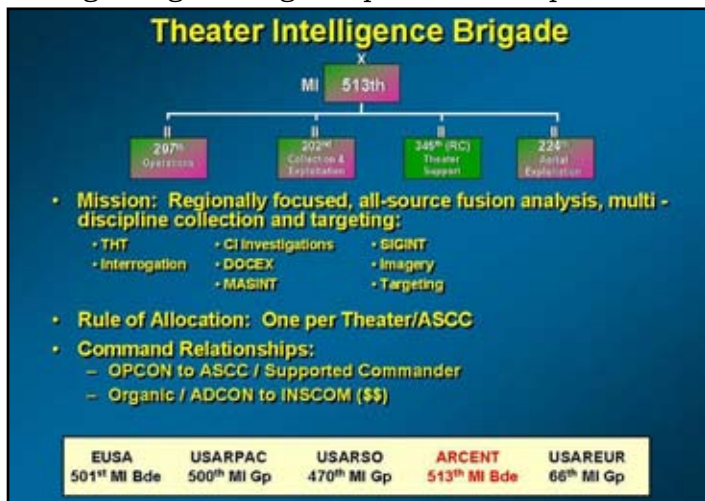 Theater Intelligence Brigade
X
MI 513th
II II II II
297th 202nd 345th (RC) 224th
Operations Collection & Theater Aerial
Exploitation Support Exploitation
• Mission: Regionally focused, all-source fusion analysis, multi -
discipline collection and targeting:
• THT • CI Investigations • SIGINT
• Interrogation • DOCEX • Imagery
• MASINT • Targeting
• Rule of Allocation: One per Theater/ASCC
• Command Relationships:
– OPCON to ASCC / Supported Commander
– Organic / ADCON to INSCOM ($$)
EUSA USARPAC USARSO ARCENT USAREUR
501st MI Bde 500th MI Gp 470th MI Gp 513th MI Bde 66th MI Gp